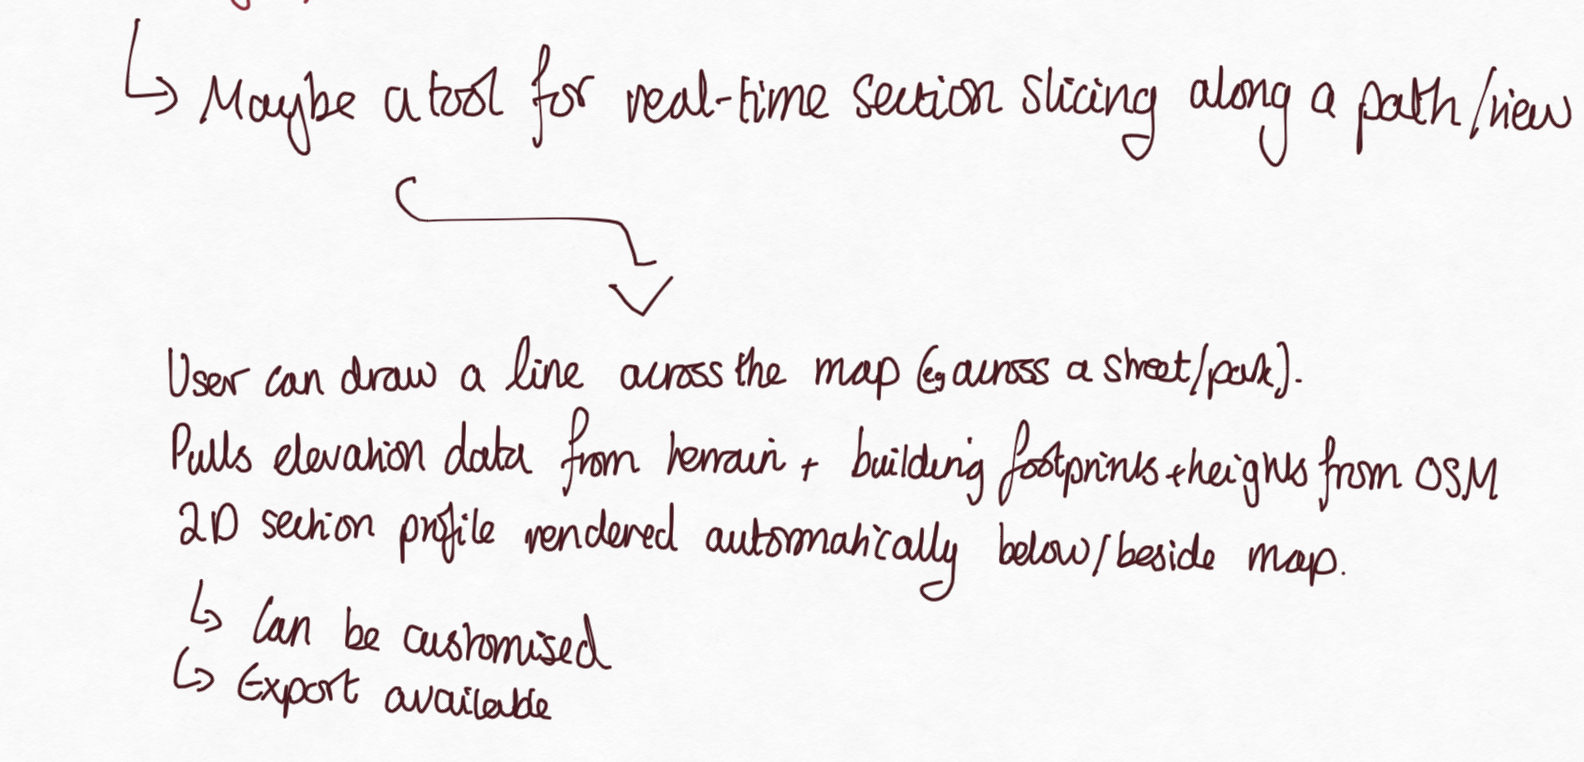 ↳ Maybe a tool for real-time section slicing along a path/view
User can draw a line across the map (eg across a street/park).
Pulls elevation data from terrain + building footprints + heights from OSM
2D section profile rendered automatically below/beside map.
↳ Can be customised
↳ Export available